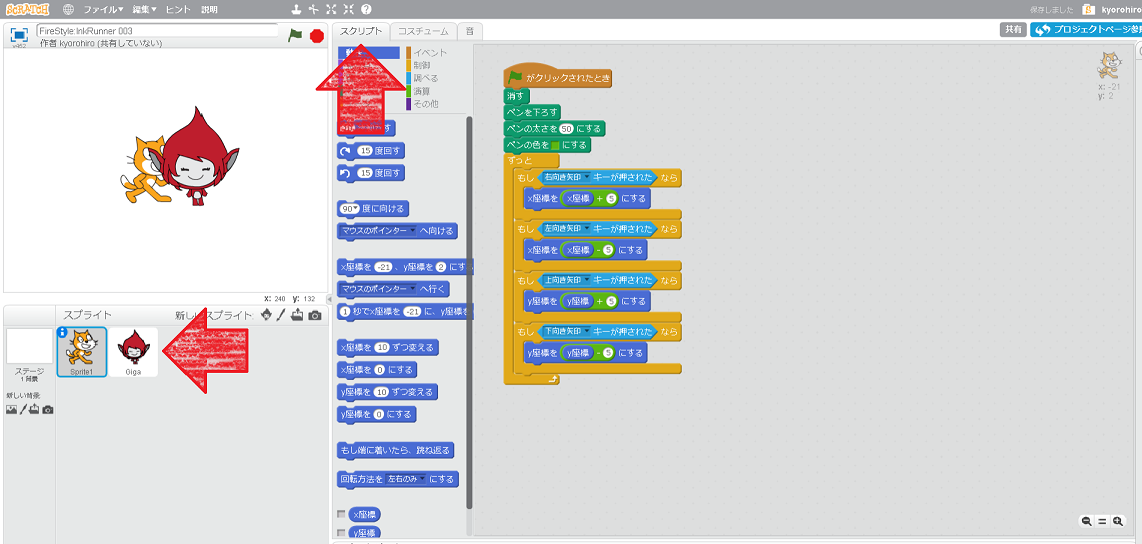 SCRATCH ファイル▼ 編集▼ ヒント 説明 保存しました kyorohiro
FireStyle:InkRunner 003
作者 kyorohiro (共有していない)
v452
スクリプト コスチューム 音
共有 プロジェクトページ参
イベント
制御
調べる
演算
その他
15 度回す
15 度回す
90▼ 度に向ける
マウスのポインター へ向ける
x座標を -21 、y座標を 2 にす
マウスのポインター へ行く
1 秒でx座標を -21 に、y座標を
x座標を 10 ずつ変える
x座標を 0 にする
y座標を 10 ずつ変える
y座標を 0 にする
もし端に着いたら、跳ね返る
回転方法を 左右のみ にする
x座標
y座標
がクリックされたとき
消す
ペンを下ろす
ペンの太さを 50 にする
ペンの色を にする
ずっと
もし 右向き矢印 キーが押された なら
x座標を x座標 + 5 にする
もし 左向き矢印 キーが押された なら
x座標を x座標 - 5 にする
もし 上向き矢印 キーが押された なら
y座標を y座標 + 5 にする
もし 下向き矢印 キーが押された なら
y座標を y座標 - 5 にする
x: -21
y: 2
x: 240 y: 132
スプライト 新しいスプライト
ステージ
1 背景
新しい背景
Sprite1
Giga